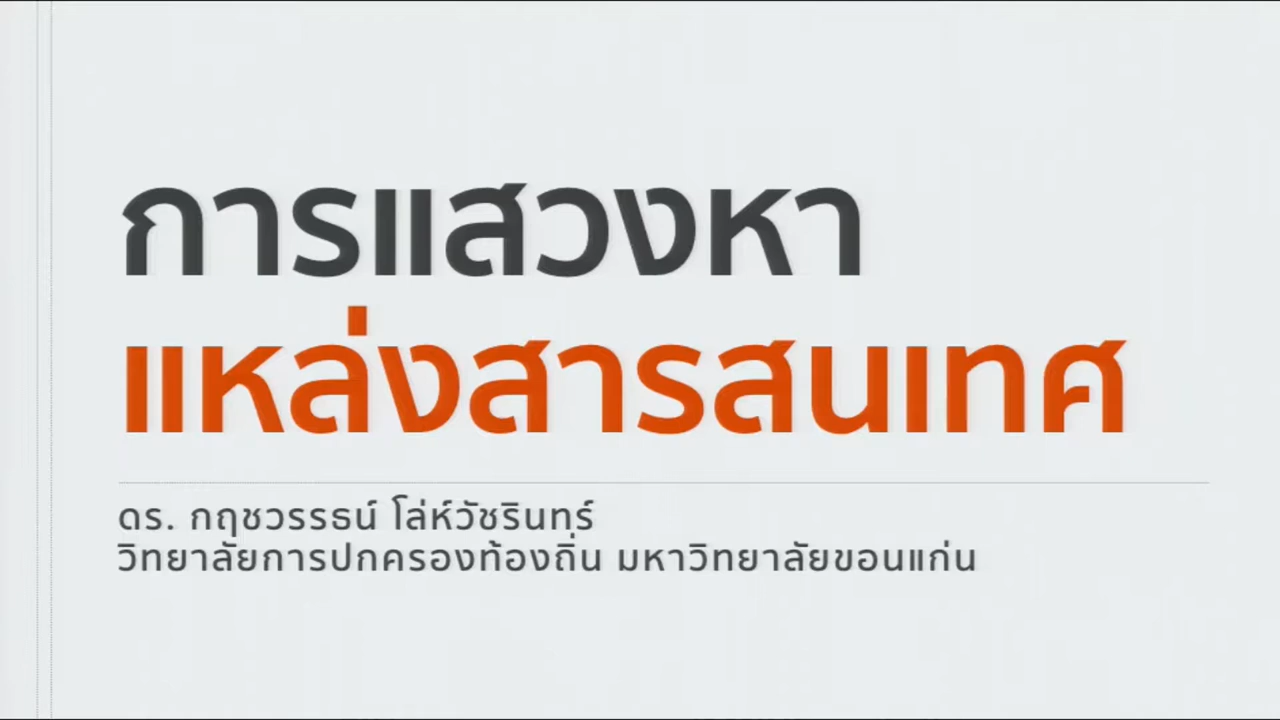 การแสวงหา
แหล่งสารสนเทศ
ดร. กฤชวรรธน์ โล่ห์วัชรินทร์
วิทยาลัยการปกครองท้องถิ่น มหาวิทยาลัยขอนแก่น